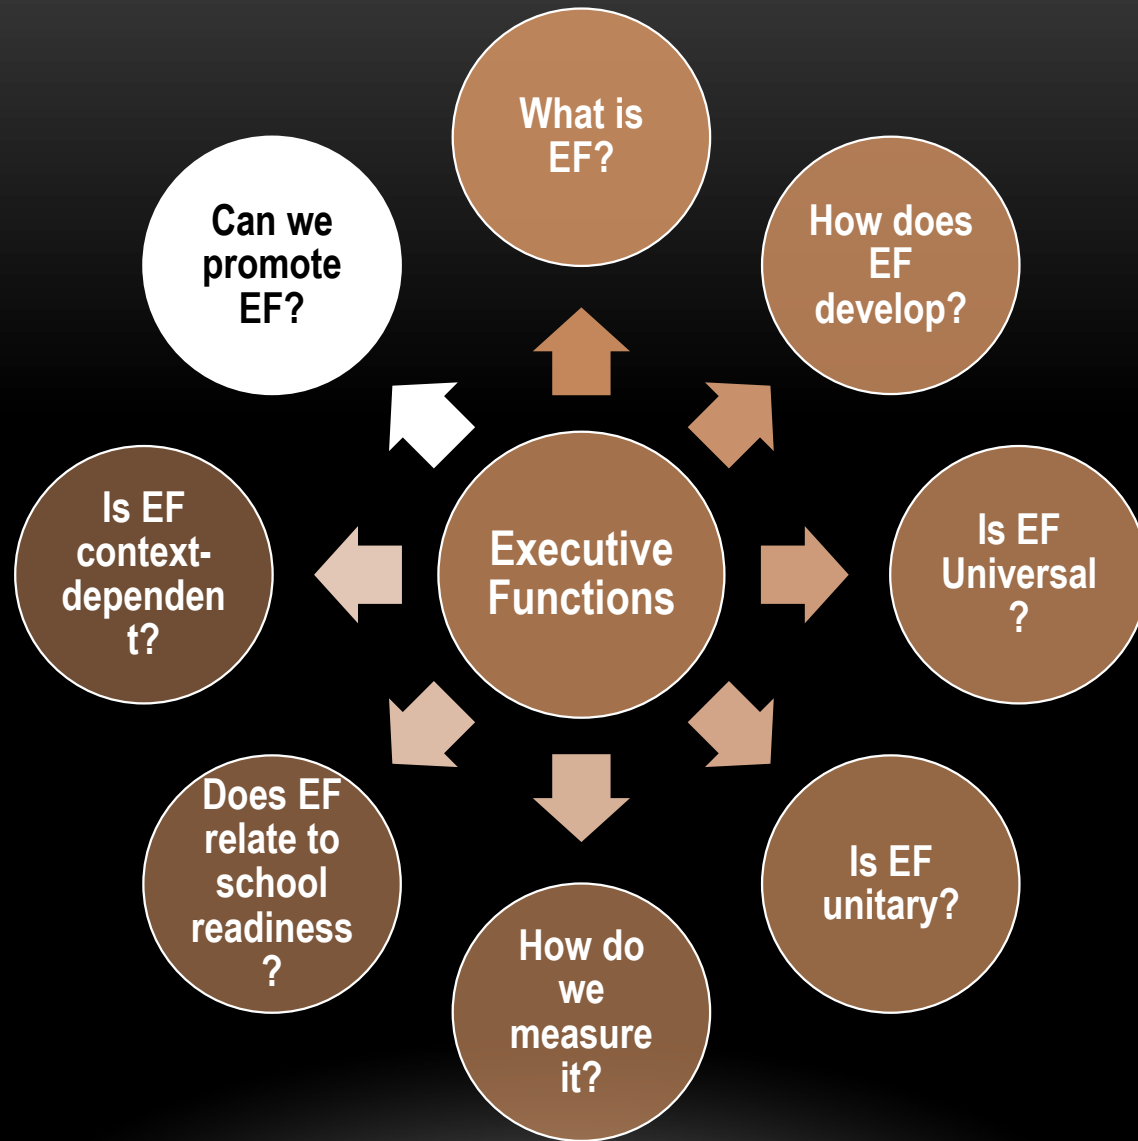 What is
EF?
How does
EF
develop?
Is EF
Universal
?
Is EF
unitary?
How do
we
measure
it?
Does EF
relate to
school
readiness
?
Is EF
context-
dependen
t?
Can we
promote
EF?
Executive
Functions